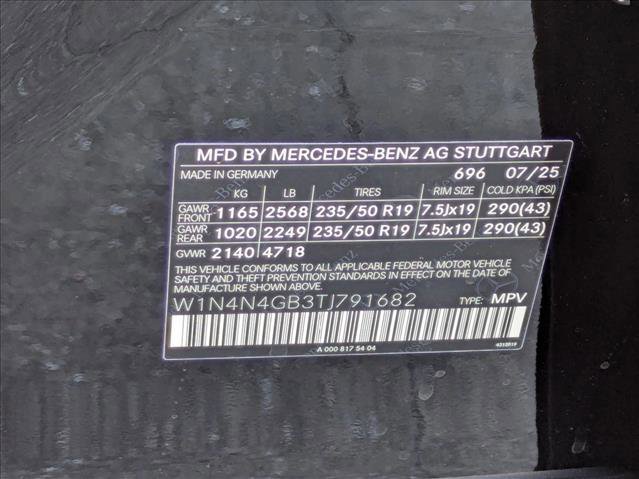 MFD BY MERCEDES-BENZ AG STUTTGART
MADE IN GERMANY 696 07/25
KG LB TIRES RIM SIZE COLD KPA (PSI)
GAWR FRONT 1165 2568 235/50 R19 7.5Jx19 290(43)
GAWR REAR 1020 2249 235/50 R19 7.5Jx19 290(43)
GVWR 2140 4718
THIS VEHICLE CONFORMS TO ALL APPLICABLE FEDERAL MOTOR VEHICLE
SAFETY, BUMPER, AND THEFT PREVENTION STANDARDS IN EFFECT ON THE DATE
OF MANUFACTURE SHOWN ABOVE.
W1N4N4GB3TJ791682 TYPE: MPV
A 000 817 54 04